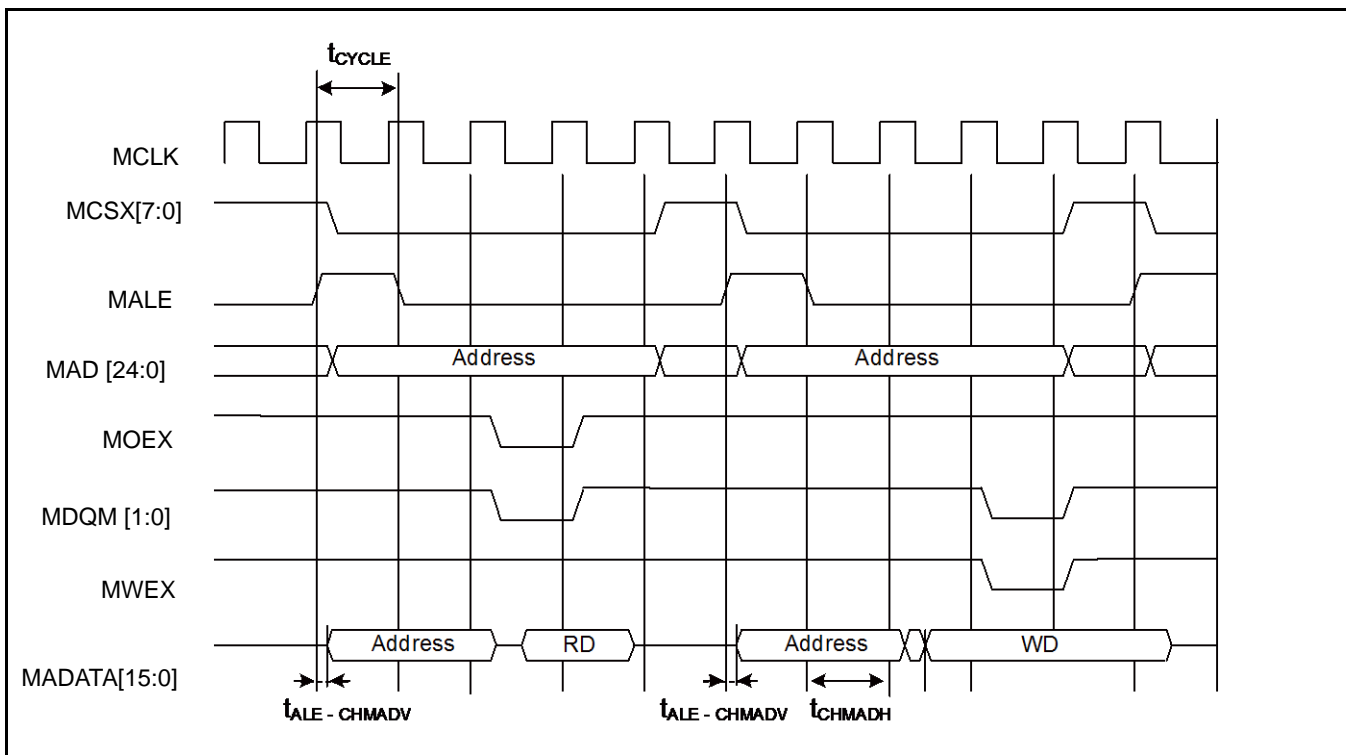 tCYCLE
MCLK
MCSX[7:0]
MALE
MAD [24:0]
Address
Address
MOEX
MDQM [1:0]
MWEX
MADATA[15:0]
Address
RD
Address
WD
tALE - CHMADV
tALE - CHMADV
tCHMADH